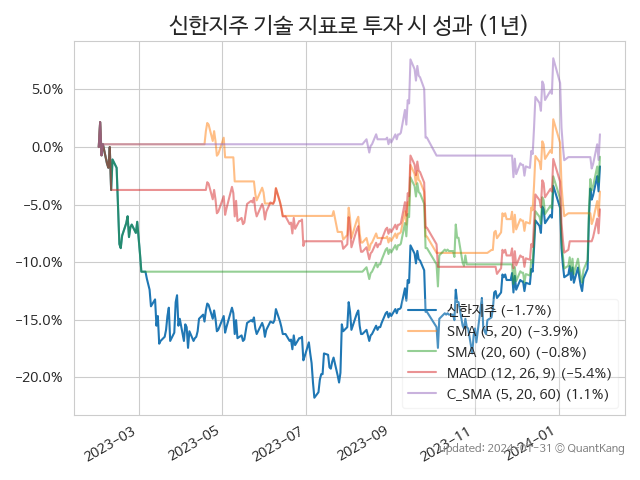 신한지주 기술 지표로 투자 시 성과 (1년)
5.0%
0.0%
−5.0%
−10.0%
−15.0%
−20.0%
신한지주 (−1.7%)
SMA (5, 20) (−3.9%)
SMA (20, 60) (−0.8%)
MACD (12, 26, 9) (−5.4%)
C_SMA (5, 20, 60) (1.1%)
2023−03
2023−05
2023−07
2023−09
2023−11
2024−01
updated: 2024−01−31 © QuantKang